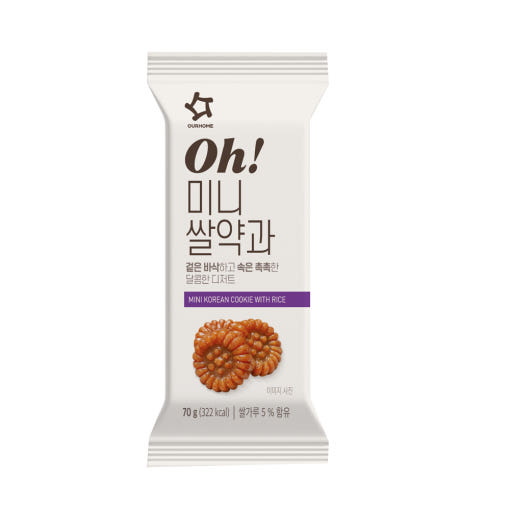 OURHOME
Oh!
미니
쌀약과
겉은 바삭하고 속은 촉촉한
달콤한 디저트
MINI KOREAN COOKIE WITH RICE
이미지 사진
70 g (322 kcal) | 쌀가루 5 % 함유